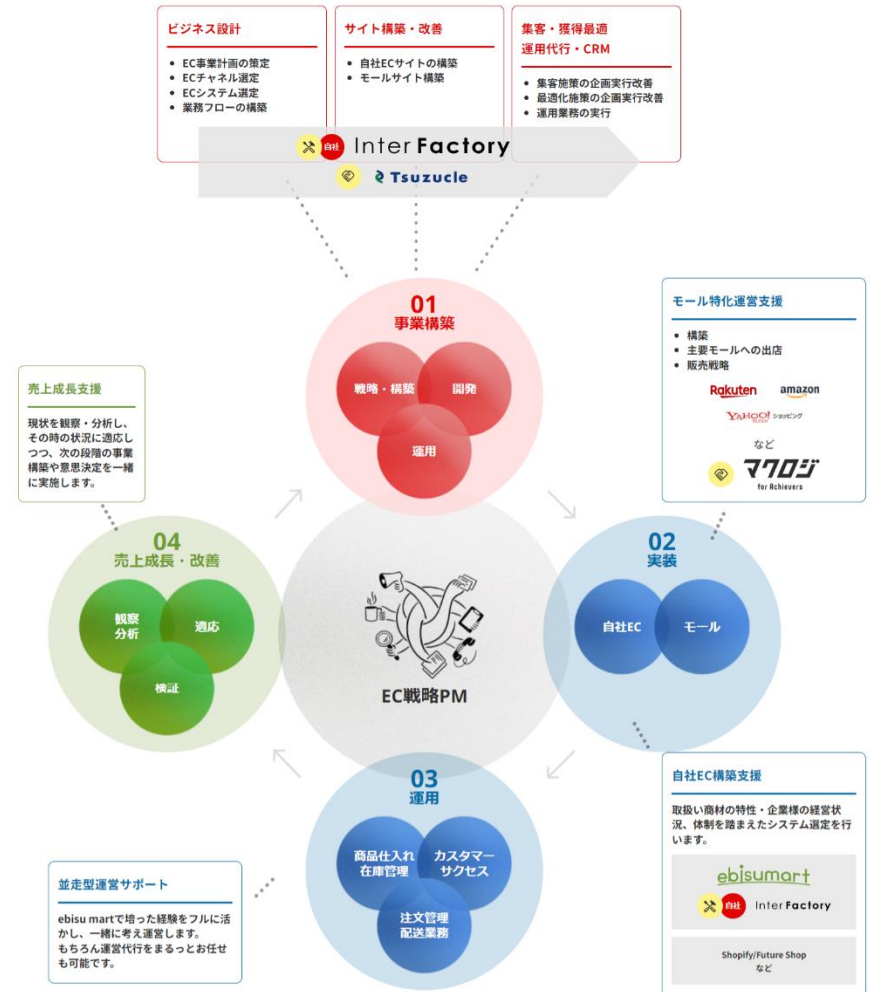 ビジネス設計
• EC事業計画の策定
• ECチャネル選定
• ECシステム選定
• 業務フローの構築
サイト構築・改善
• 自社ECサイトの構築
• モールサイト構築
集客・獲得最適
運用代行・CRM
• 集客施策の企画実行改善
• 最適化施策の企画実行改善
• 運用業務の実行
自社 Inter Factory
Tsuzucle
01
事業構築
戦略・構築
開発
運用
モール特化運営支援
• 構築
• 主要モールへの出店
• 販売戦略
Rakuten amazon
YAHOO! JAPAN ショッピング
など
マクロジ
for Achievers
売上成長支援
現状を観察・分析し、
その時の状況に適応し
つつ、次の段階の事業
構築や意思決定を一緒
に実施します。
04
売上成長・改善
観察
分析
適応
検証
EC戦略PM
02
実装
自社EC
モール
03
運用
商品仕入れ
在庫管理
カスタマー
サクセス
注文管理
配送業務
自社EC構築支援
取扱い商材の特性・企業様の経営状
況、体制を踏まえたシステム選定を行
います。
ebisumart
自社 Inter Factory
Shopify/Future Shop
など
並走型運営サポート
ebisu martで培った経験をフルに活
かし、一緒に考え運営します。
もちろん運営代行をまるっとお任せ
も可能です。